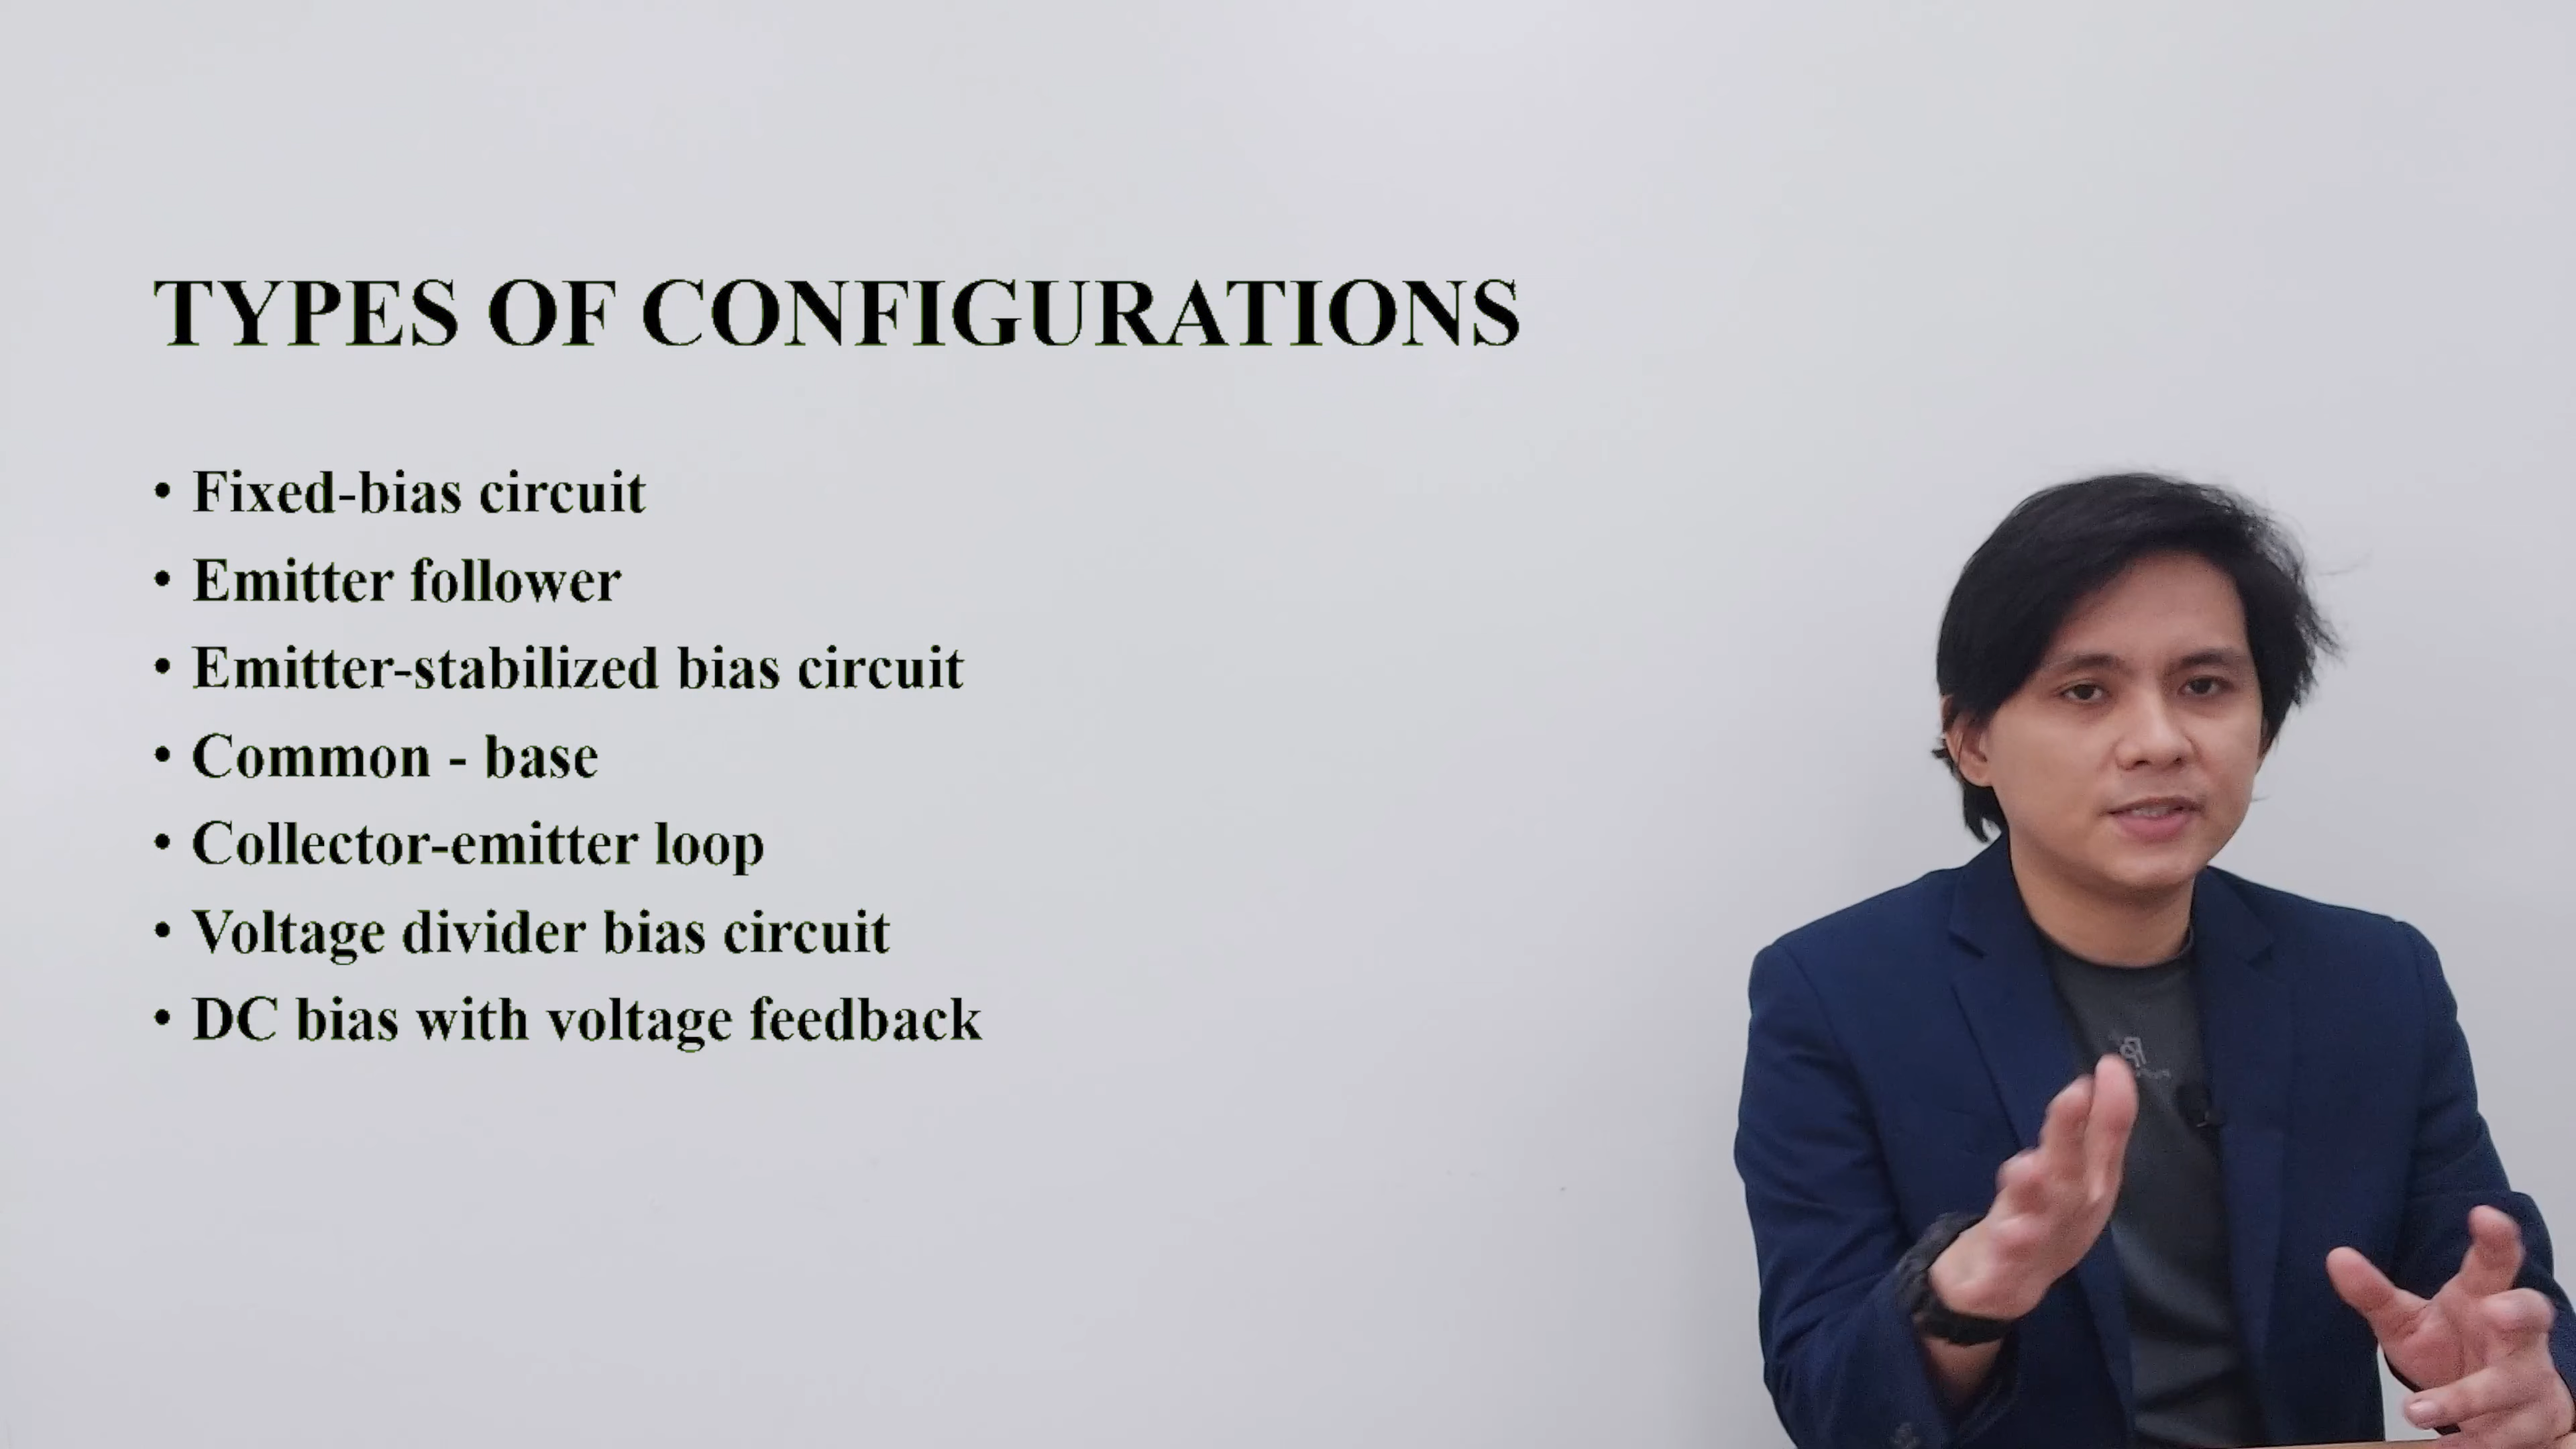 TYPES OF CONFIGURATIONS
• Fixed-bias circuit
• Emitter follower
• Emitter-stabilized bias circuit
• Common - base
• Collector-emitter loop
• Voltage divider bias circuit
• DC bias with voltage feedback